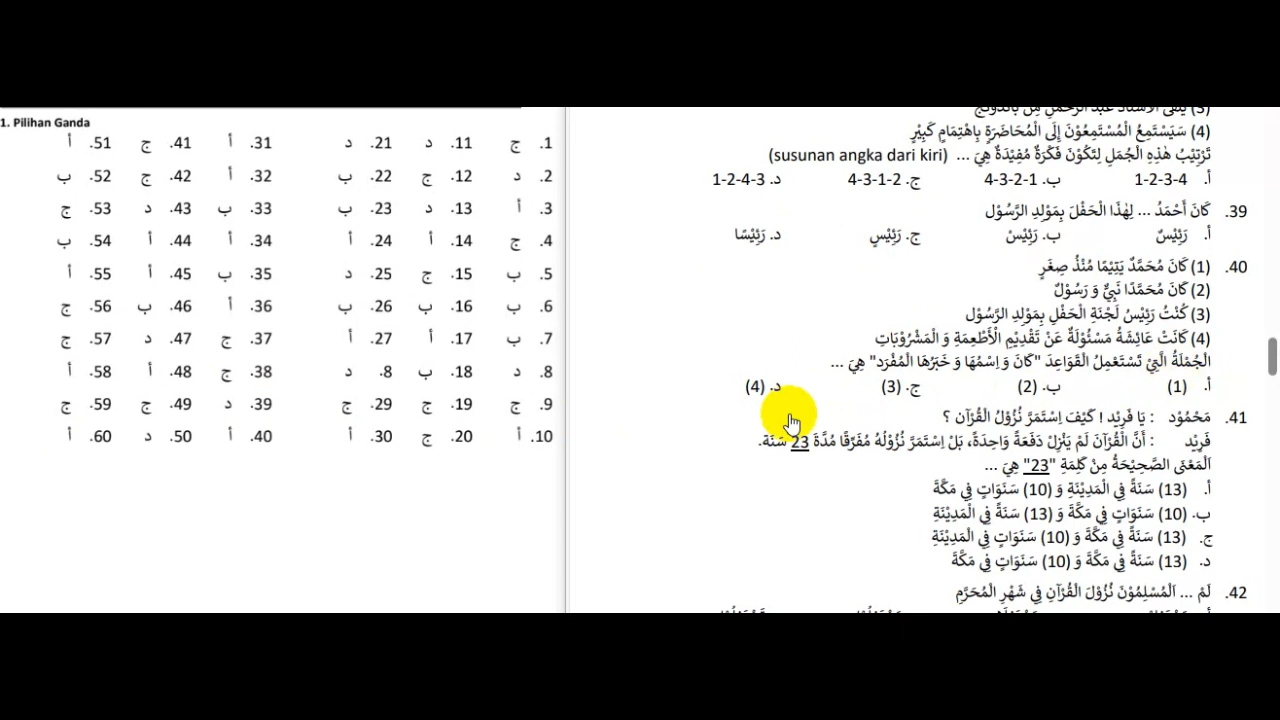 1. Pilihan Ganda
1. ج 11. د 21. د 31. أ 41. ج 51. أ
2. د 12. ج 22. ب 32. أ 42. ج 52. ب
3. أ 13. د 23. ب 33. ب 43. د 53. ج
4. ج 14. أ 24. أ 34. أ 44. أ 54. ب
5. ب 15. ج 25. د 35. ب 45. أ 55. أ
6. ب 16. ب 26. ب 36. أ 46. ب 56. ج
7. ب 17. أ 27. أ 37. ج 47. د 57. ج
8. د 18. ب 8. د 38. ج 48. أ 58. أ
9. ج 19. ج 29. ج 39. د 49. ج 59. ج
10. أ 20. ج 30. أ 40. أ 50. د 60. أ
(4) سَيَسْتَمِعُ الْمُسْتَمِعُوْنَ إِلَى الْمُحَاضَرَةِ بِاهْتِمَامٍ كَبِيْرٍ
تَرْتِيْبُ هٰذِهِ الْجُمَلِ لِتَكُوْنَ فَكْرَةٌ مُفِيْدَةٌ هِيَ ... (susunan angka dari kiri)
أ. 4-3-2-1 ب. 1-2-3-4 ج. 2-1-3-4 د. 3-4-2-1
39. كَانَ أَحْمَدُ ... لِهٰذَا الْحَفْلَ بِمَوْلِدِ الرَّسُوْل
أ. رَئِيْسٌ ب. رَئِيْسْ ج. رَئِيْسٍ د. رَئِيْسًا
40. (1) كَانَ مُحَمَّدٌ يَتِيْمًا مُنْذُ صِغَرٍ
(2) كَانَ مُحَمَّدًا نَبِيٌّ وَ رَسُوْلٌ
(3) كُنْتُ رَئِيْسُ لَجْنَةِ الْحَفْلِ بِمَوْلِدِ الرَّسُوْل
(4) كَانَتْ عَائِشَةُ مَسْئُوْلَةٌ عَنْ تَقْدِيْمِ الْأَطْعِمَةِ وَ الْمَشْرُوْبَاتِ
الْجُمْلَةُ الَّتِيْ تَسْتَعْمِلُ الْقَوَاعِدَ "كَانَ وَ اِسْمُهَا وَ خَبَرُهَا الْمُفْرَد" هِيَ ...
أ. (1) ب. (2) ج. (3) د. (4)
41. مَحْمُوْد : يَا فَرِيْد ! كَيْفَ اِسْتَمَرَّ نُزُوْلُ الْقُرْآن ؟
فَرِيْد : أَنَّ الْقُرْآنَ لَمْ يَنْزِلْ دَفْعَةً وَاحِدَةً، بَلْ اِسْتَمَرَّ نُزُوْلُهُ مُفَرَّقًا مُدَّةَ 23 سَنَة.
اَلْمَعْنَى الصَّحِيْحَةُ مِنْ كَلِمَةِ "23" هِيَ ...
أ. (13) سَنَةً فِي الْمَدِيْنَةِ وَ (10) سَنَوَاتٍ فِي مَكَّةَ
ب. (10) سَنَوَاتٍ فِي مَكَّةَ وَ (13) سَنَةً فِي الْمَدِيْنَةِ
ج. (13) سَنَةً فِي مَكَّةَ وَ (10) سَنَوَاتٍ فِي الْمَدِيْنَةِ
د. (13) سَنَةً فِي مَكَّةَ وَ (10) سَنَوَاتٍ فِي مَكَّةَ
42. لَمْ ... اَلْمُسْلِمُوْنَ نُزُوْلَ الْقُرْآنِ فِي شَهْرِ الْمُحَرَّمِ